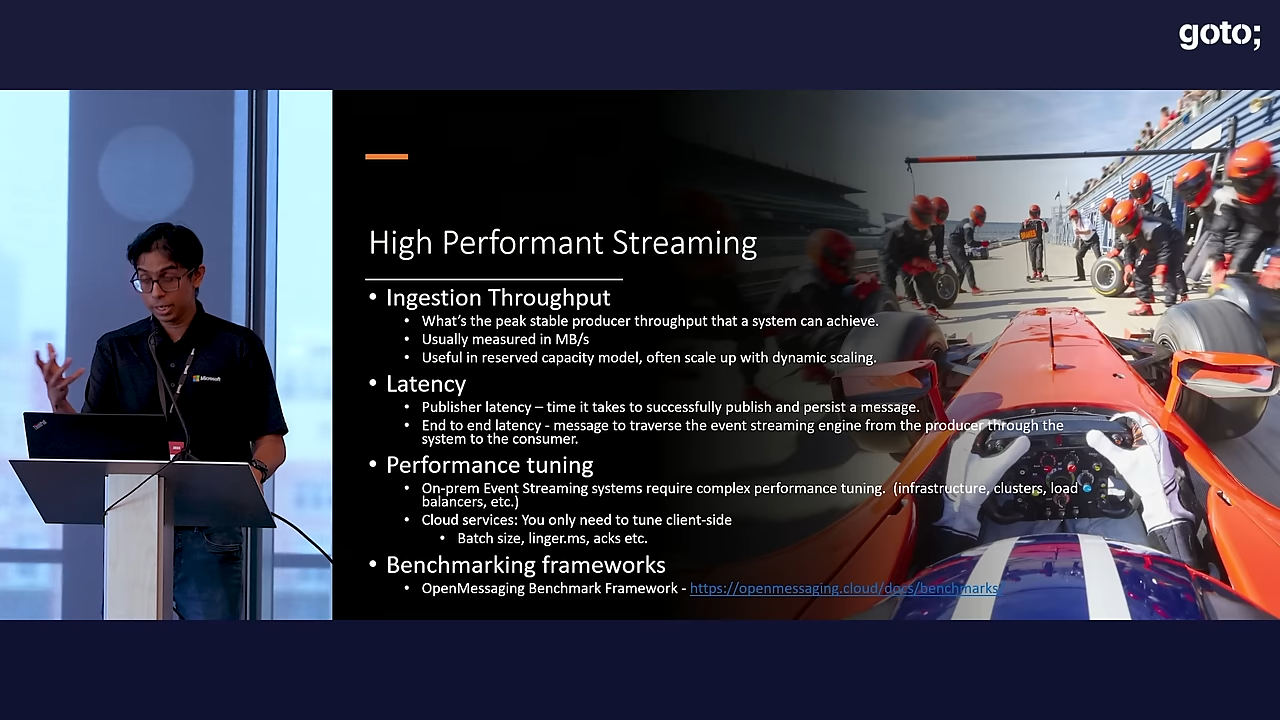 goto;
High Performant Streaming
• Ingestion Throughput
• What's the peak stable producer throughput that a system can achieve.
• Usually measured in MB/s
• Useful in reserved capacity model, often scale up with dynamic scaling.
• Latency
• Publisher latency – time it takes to successfully publish and persist a message.
• End to end latency - message to traverse the event streaming engine from the producer through the
system to the consumer.
• Performance tuning
• On-prem Event Streaming systems require complex performance tuning. (infrastructure, clusters, load
balancers, etc.)
• Cloud services: You only need to tune client-side
• Batch size, linger.ms, acks etc.
• Benchmarking frameworks
• OpenMessaging Benchmark Framework - https://openmessaging.cloud/docs/benchmarks
Microsoft
ThinkPad